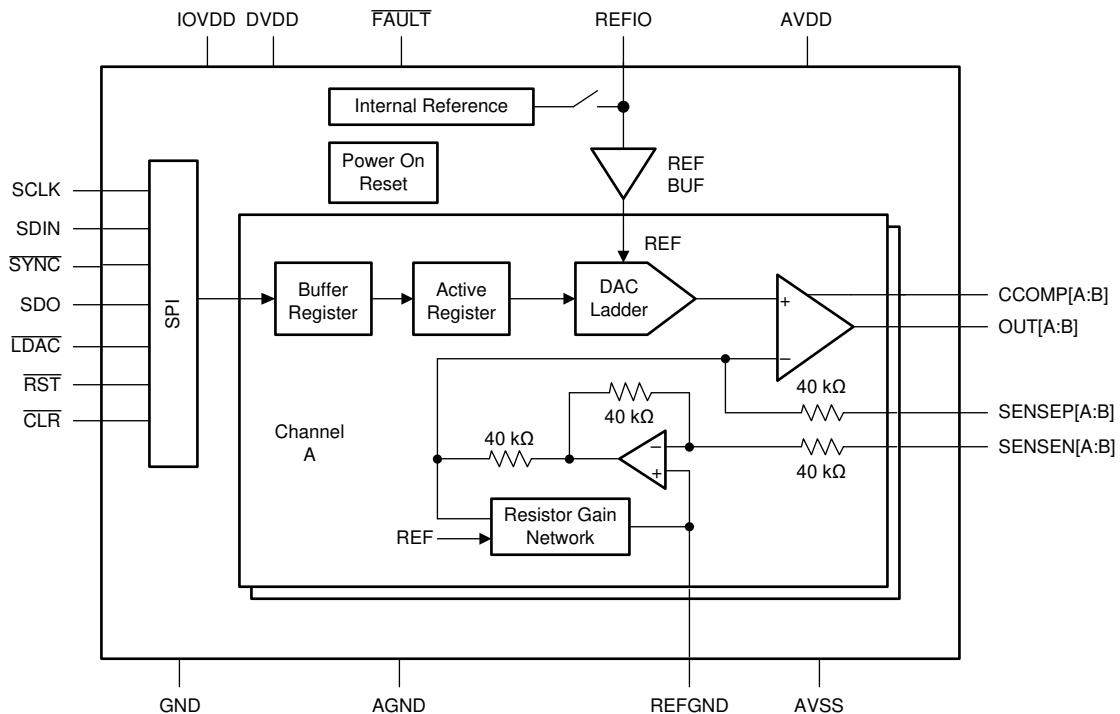 IOVDD DVDD FAULT REFIO AVDD
Internal Reference
Power On
Reset
REF
BUF
SCLK
SDIN
SYNC
SDO
LDAC
RST
CLR
SPI
REF
Buffer
Register
Active
Register
DAC
Ladder
+
−
CCOMP[A:B]
OUT[A:B]
40 kΩ
SENSEP[A:B]
40 kΩ
SENSEN[A:B]
40 kΩ
40 kΩ
−
+
Channel
A
Resistor Gain
Network
REF
GND AGND REFGND AVSS